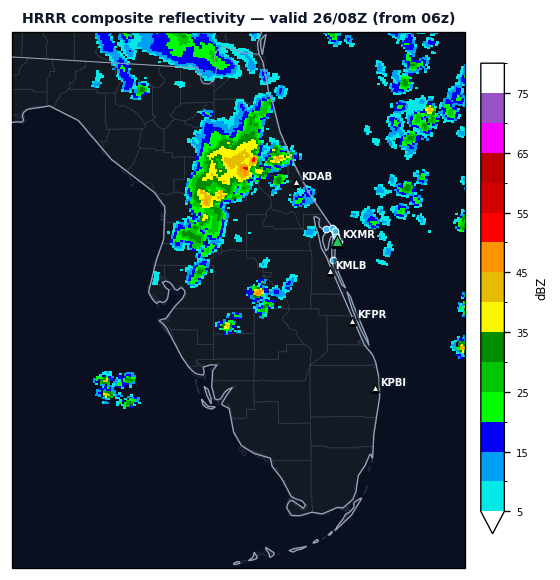 HRRR composite reflectivity — valid 26/08Z (from 06z)
KDAB
KXMR
KMLB
KFPR
KPBI
75
65
55
45
35
25
15
5
dBZ